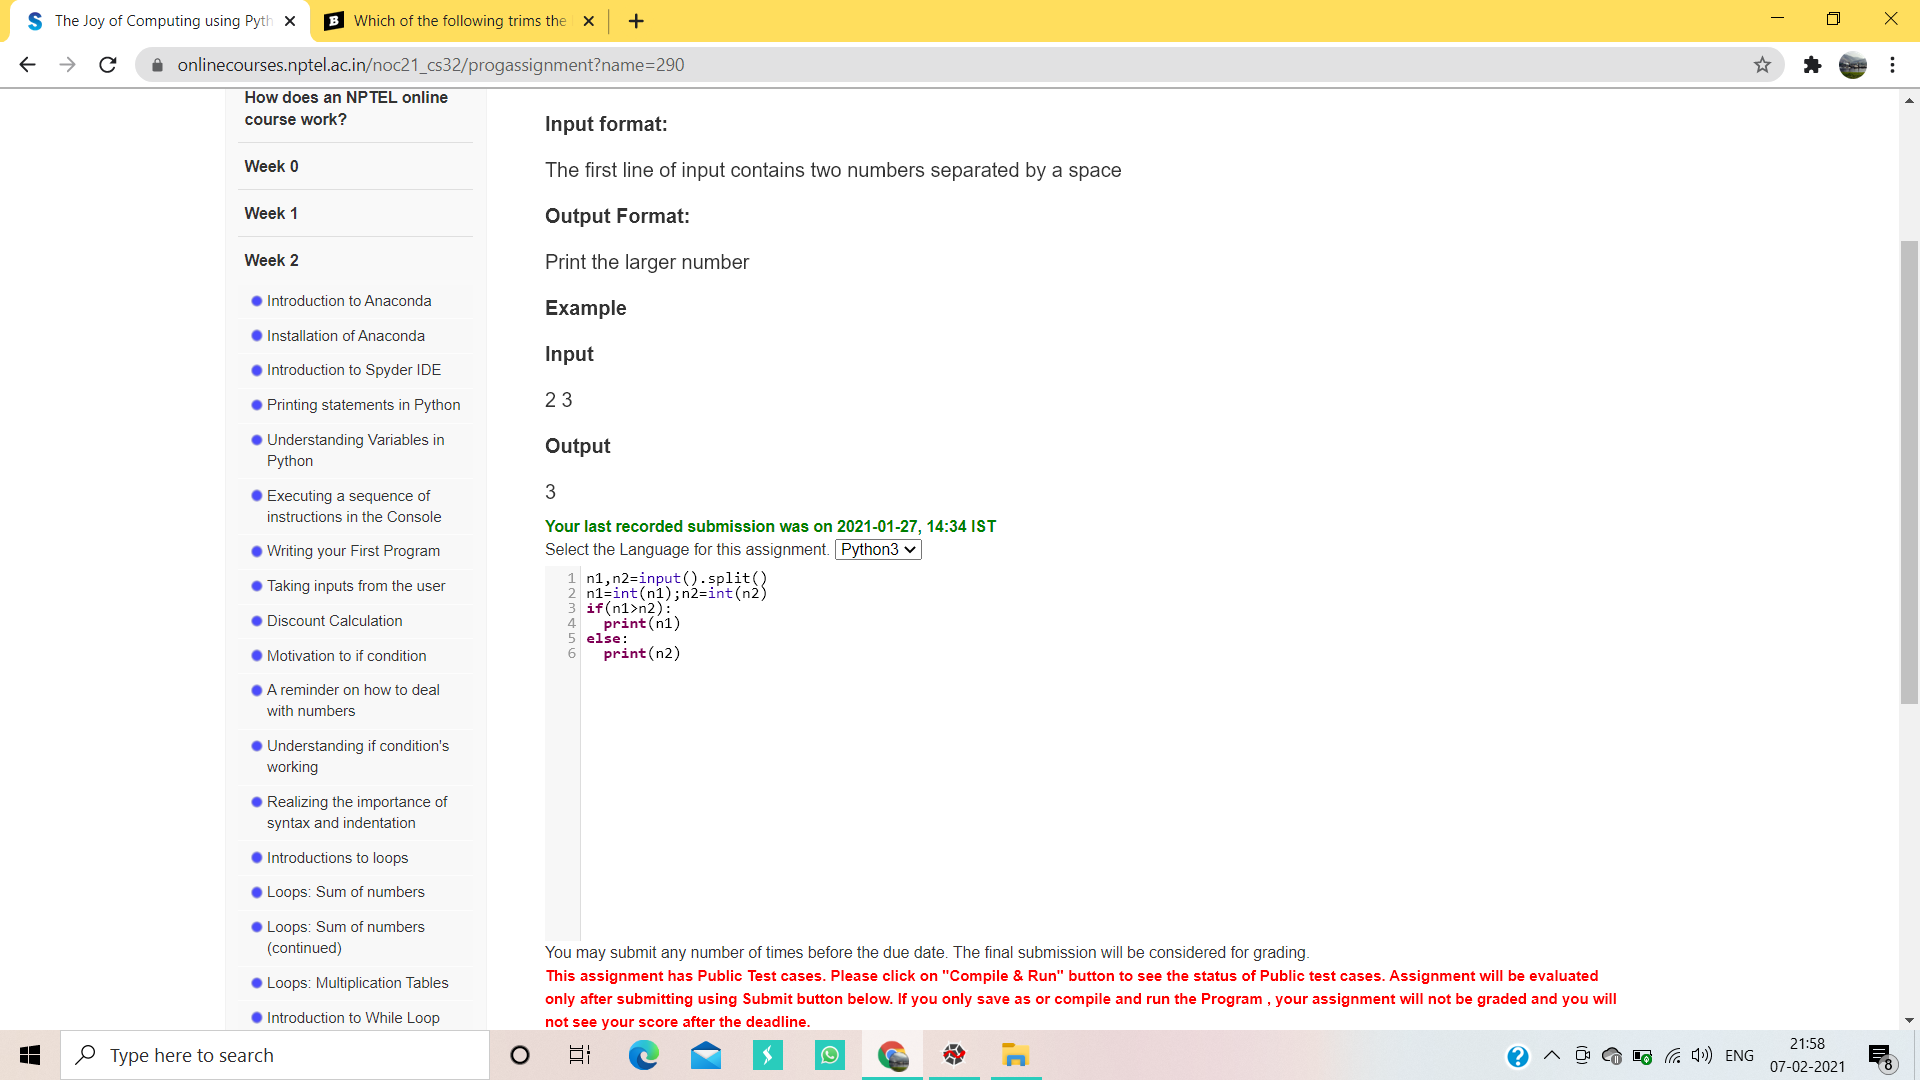 The Joy of Computing using Pyth
Which of the following trims the
onlinecourses.nptel.ac.in/noc21_cs32/progassignment?name=290
How does an NPTEL online
course work?
Week 0
Week 1
Week 2
Introduction to Anaconda
Installation of Anaconda
Introduction to Spyder IDE
Printing statements in Python
Understanding Variables in
Python
Executing a sequence of
instructions in the Console
Writing your First Program
Taking inputs from the user
Discount Calculation
Motivation to if condition
A reminder on how to deal
with numbers
Understanding if condition's
working
Realizing the importance of
syntax and indentation
Introductions to loops
Loops: Sum of numbers
Loops: Sum of numbers
(continued)
Loops: Multiplication Tables
Introduction to While Loop
Input format:
The first line of input contains two numbers separated by a space
Output Format:
Print the larger number
Example
Input
2 3
Output
3
Your last recorded submission was on 2021-01-27, 14:34 IST
Select the Language for this assignment. Python3
1 n1,n2=input().split()
2 n1=int(n1);n2=int(n2)
3 if(n1>n2):
4   print(n1)
5 else:
6   print(n2)
You may submit any number of times before the due date. The final submission will be considered for grading.
This assignment has Public Test cases. Please click on "Compile & Run" button to see the status of Public test cases. Assignment will be evaluated
only after submitting using Submit button below. If you only save as or compile and run the Program , your assignment will not be graded and you will
not see your score after the deadline.
Type here to search
ENG
21:58
07-02-2021
8